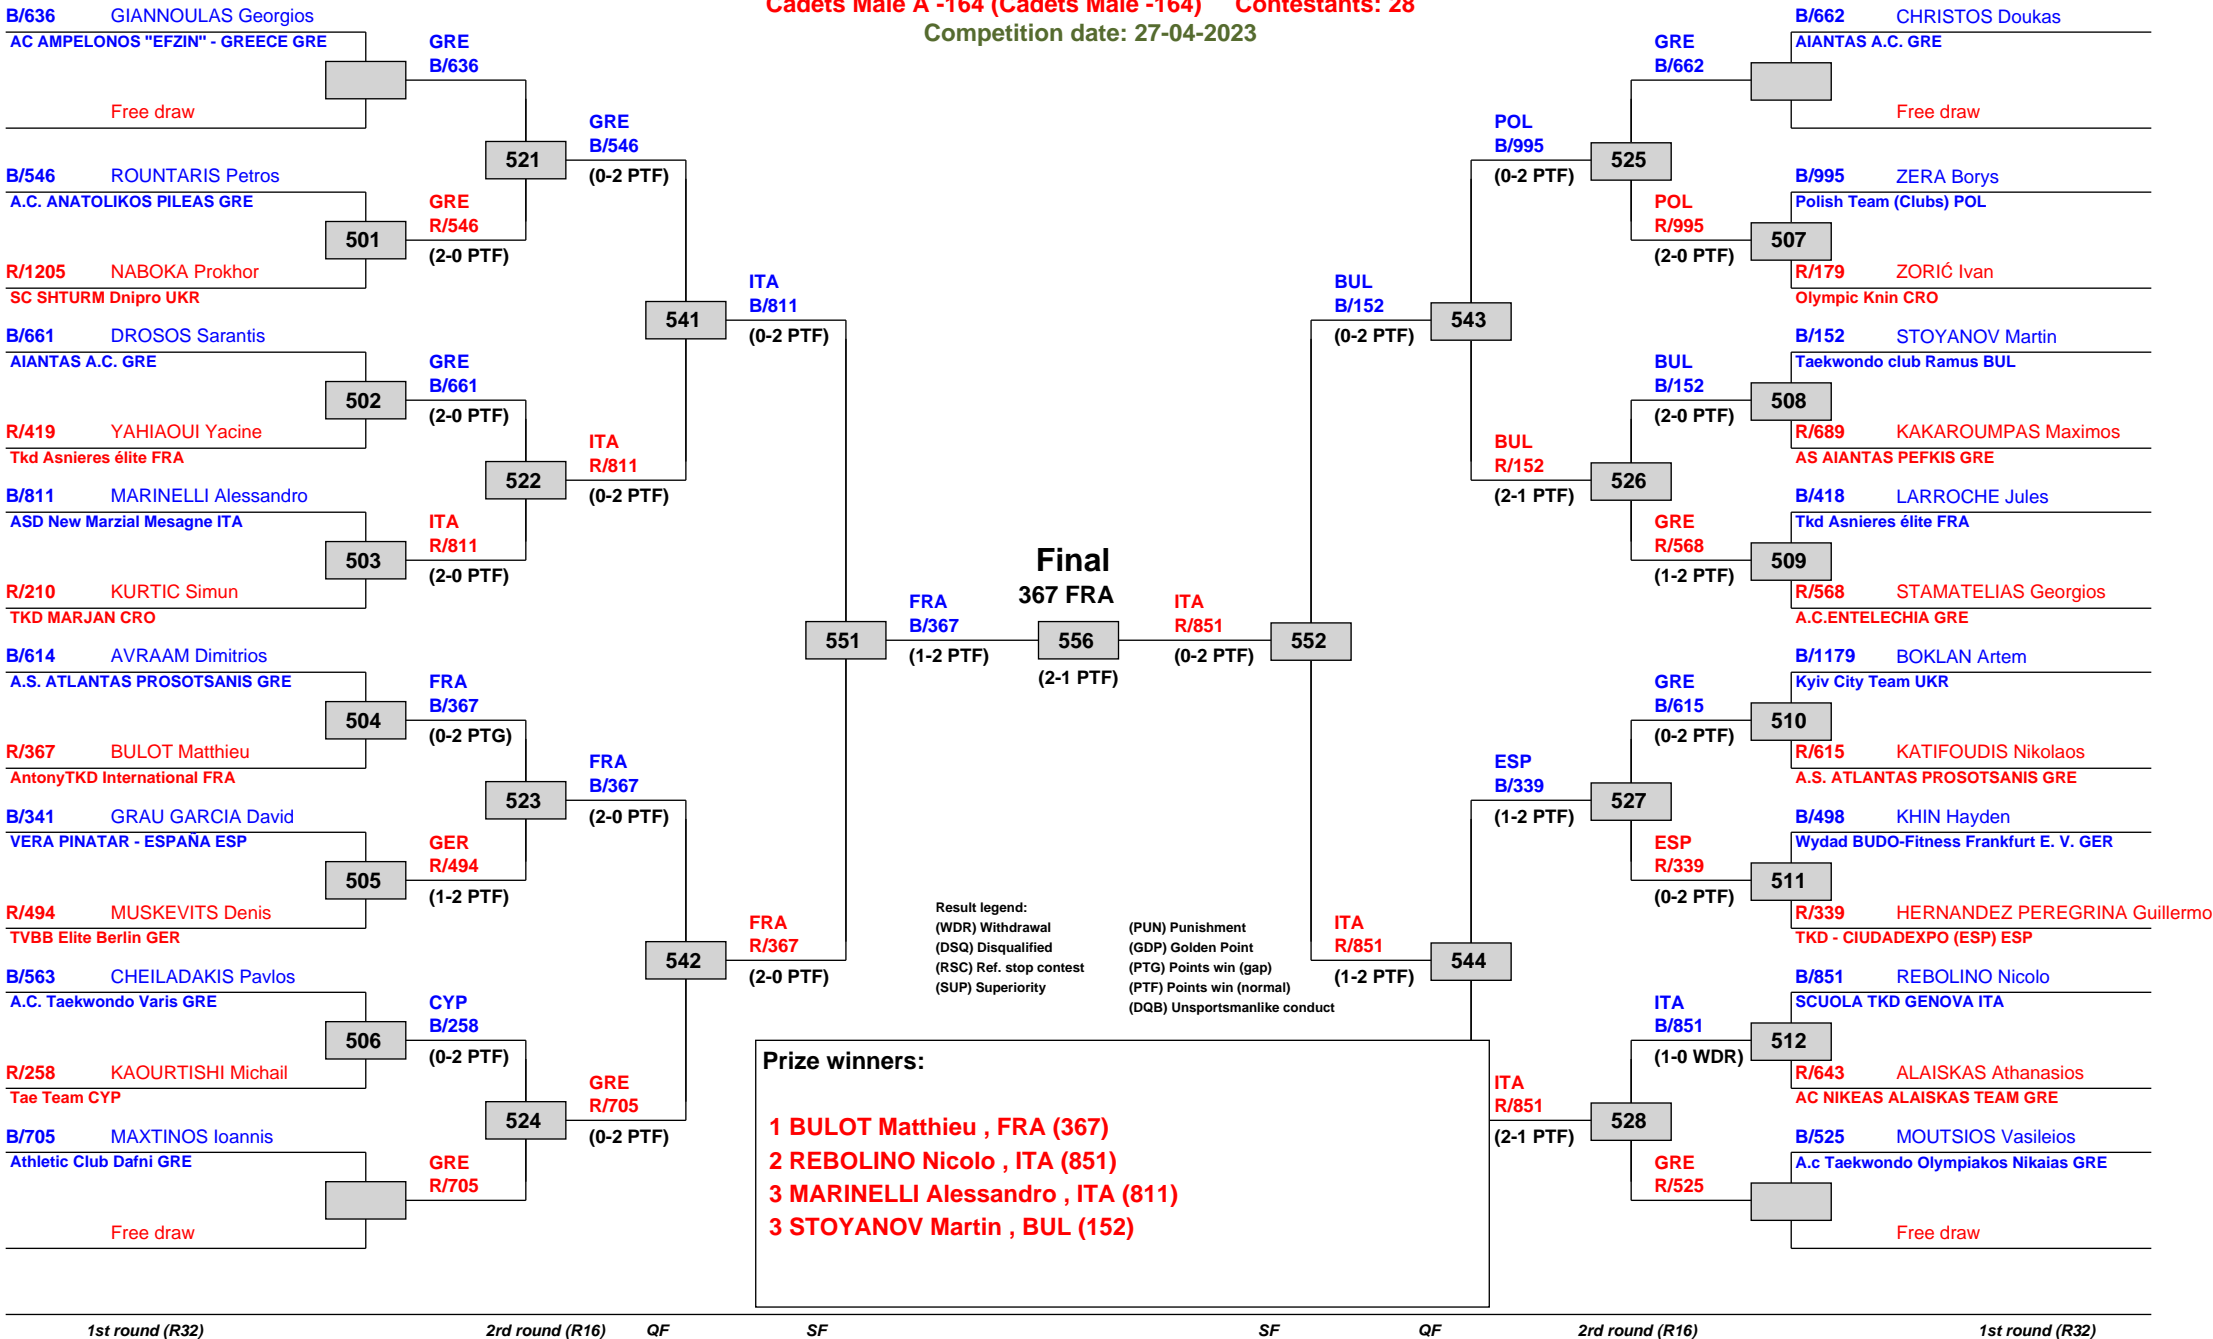 Cadets Male A -164 (Cadets Male -164) Contestants: 28
Competition date: 27-04-2023
B/636 GIANNOULAS Georgios
AC AMPELONOS "EFZIN" - GREECE GRE
Free draw
B/546 ROUNTARIS Petros
A.C. ANATOLIKOS PILEAS GRE
501
R/1205 NABOKA Prokhor
SC SHTURM Dnipro UKR
B/661 DROSOS Sarantis
AIANTAS A.C. GRE
502
R/419 YAHIAOUI Yacine
Tkd Asnieres élite FRA
B/811 MARINELLI Alessandro
ASD New Marzial Mesagne ITA
503
R/210 KURTIC Simun
TKD MARJAN CRO
B/614 AVRAAM Dimitrios
A.S. ATLANTAS PROSOTSANIS GRE
504
R/367 BULOT Matthieu
AntonyTKD International FRA
B/341 GRAU GARCIA David
VERA PINATAR - ESPAÑA ESP
505
R/494 MUSKEVITS Denis
TVBB Elite Berlin GER
B/563 CHEILADAKIS Pavlos
A.C. Taekwondo Varis GRE
506
R/258 KAOURTISHI Michail
Tae Team CYP
B/705 MAXTINOS Ioannis
Athletic Club Dafni GRE
Free draw
GRE
B/636
521
GRE
R/546
(2-0 PTF)
GRE
B/661
(2-0 PTF)
522
ITA
R/811
(2-0 PTF)
FRA
B/367
(0-2 PTG)
523
GER
R/494
(1-2 PTF)
CYP
B/258
(0-2 PTF)
524
GRE
R/705
GRE
B/546
(0-2 PTF)
541
ITA
R/811
(0-2 PTF)
FRA
B/367
(2-0 PTF)
542
GRE
R/705
(0-2 PTF)
ITA
B/811
(0-2 PTF)
551
FRA
R/367
(2-0 PTF)
FRA
B/367
(1-2 PTF)
Final
367 FRA
556
(2-1 PTF)
ITA
R/851
(0-2 PTF)
552
BUL
B/152
(0-2 PTF)
543
ITA
R/851
(1-2 PTF)
544
POL
B/995
(0-2 PTF)
525
BUL
R/152
(2-1 PTF)
526
ESP
B/339
(1-2 PTF)
527
ITA
R/851
(2-1 PTF)
528
GRE
B/662
POL
R/995
(2-0 PTF)
BUL
B/152
(2-0 PTF)
GRE
R/568
(1-2 PTF)
GRE
B/615
(0-2 PTF)
ESP
R/339
(0-2 PTF)
ITA
B/851
(1-0 WDR)
GRE
R/525
B/662 CHRISTOS Doukas
AIANTAS A.C. GRE
Free draw
B/995 ZERA Borys
Polish Team (Clubs) POL
507
R/179 ZORIĆ Ivan
Olympic Knin CRO
B/152 STOYANOV Martin
Taekwondo club Ramus BUL
508
R/689 KAKAROUMPAS Maximos
AS AIANTAS PEFKIS GRE
B/418 LARROCHE Jules
Tkd Asnieres élite FRA
509
R/568 STAMATELIAS Georgios
A.C.ENTELECHIA GRE
B/1179 BOKLAN Artem
Kyiv City Team UKR
510
R/615 KATIFOUDIS Nikolaos
A.S. ATLANTAS PROSOTSANIS GRE
B/498 KHIN Hayden
Wydad BUDO-Fitness Frankfurt E. V. GER
511
R/339 HERNANDEZ PEREGRINA Guillermo
TKD - CIUDADEXPO (ESP) ESP
B/851 REBOLINO Nicolo
SCUOLA TKD GENOVA ITA
512
R/643 ALAISKAS Athanasios
AC NIKEAS ALAISKAS TEAM GRE
B/525 MOUTSIOS Vasileios
A.c Taekwondo Olympiakos Nikaias GRE
Free draw
Result legend:
(WDR) Withdrawal (PUN) Punishment
(DSQ) Disqualified (GDP) Golden Point
(RSC) Ref. stop contest (PTG) Points win (gap)
(SUP) Superiority (PTF) Points win (normal)
(DQB) Unsportsmanlike conduct
Prize winners:
1 BULOT Matthieu , FRA (367)
2 REBOLINO Nicolo , ITA (851)
3 MARINELLI Alessandro , ITA (811)
3 STOYANOV Martin , BUL (152)
1st round (R32) 2rd round (R16) QF SF SF QF 2rd round (R16) 1st round (R32)